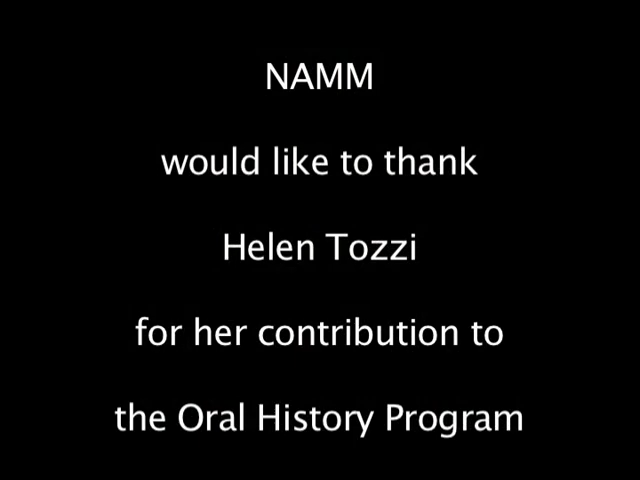 NAMM
would like to thank
Helen Tozzi
for her contribution to
the Oral History Program